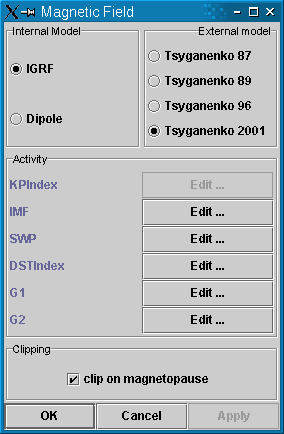 Magnetic Field
Internal Model
IGRF
Dipole
External model
Tsyganenko 87
Tsyganenko 89
Tsyganenko 96
Tsyganenko 2001
Activity
KPIndex Edit ...
IMF Edit ...
SWP Edit ...
DSTIndex Edit ...
G1 Edit ...
G2 Edit ...
Clipping
clip on magnetopause
OK Cancel Apply